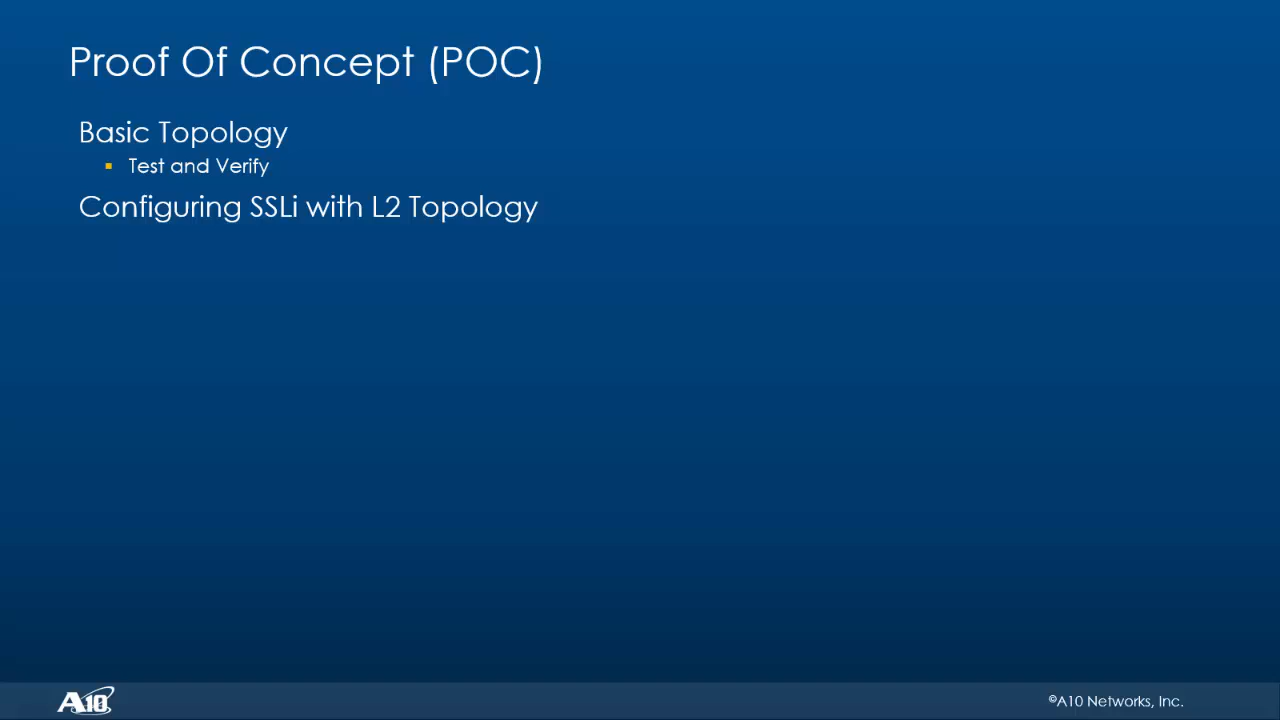 Proof Of Concept (POC)
Basic Topology
Test and Verify
Configuring SSLi with L2 Topology
A10
©A10 Networks, Inc.